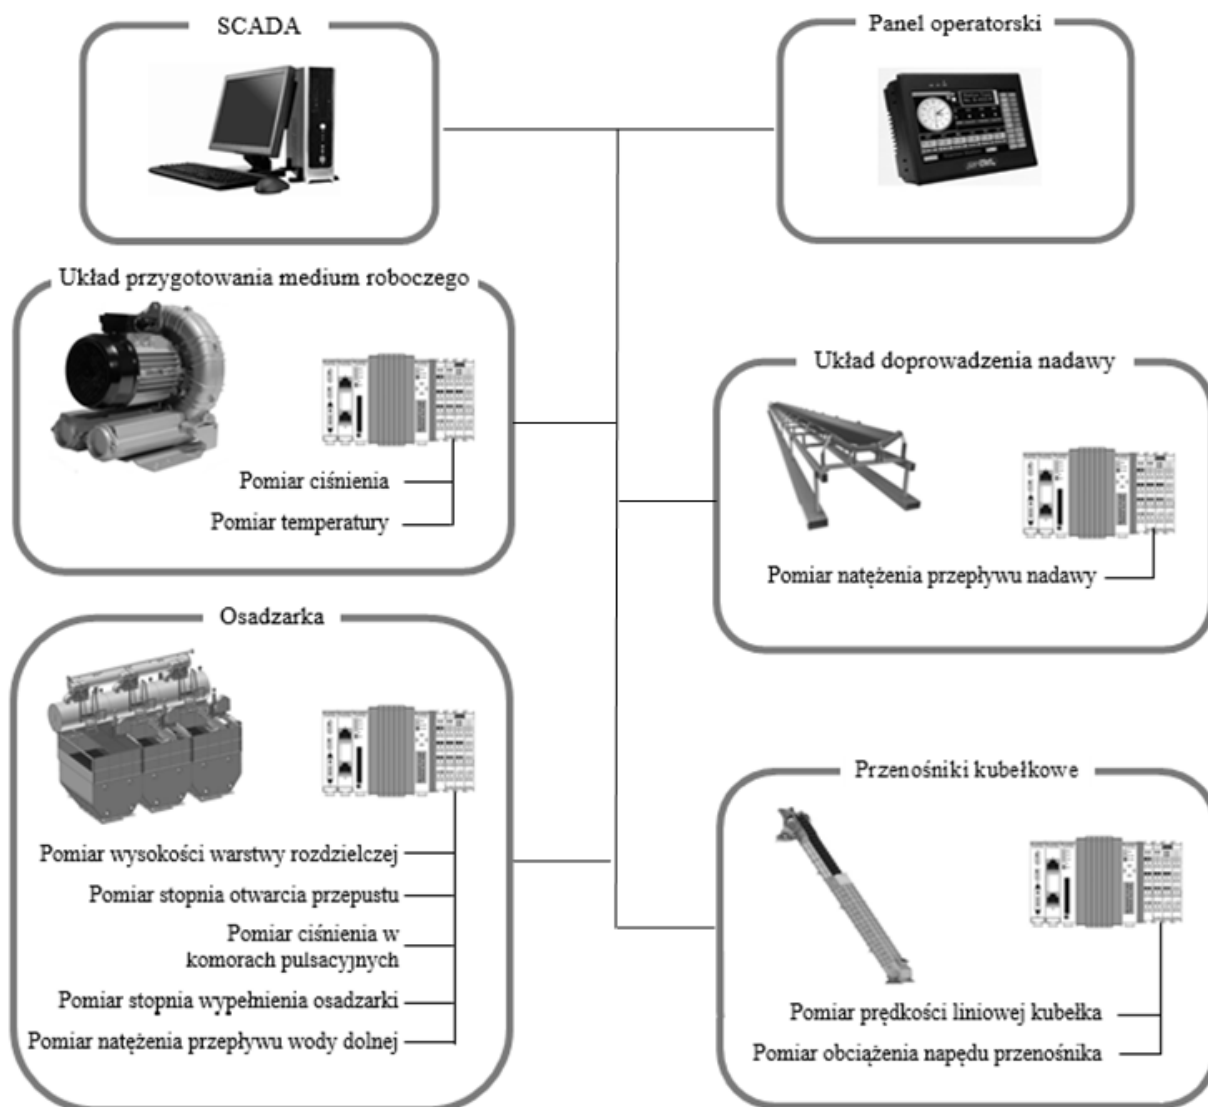 SCADA
Panel operatorski
Układ przygotowania medium roboczego
Pomiar ciśnienia
Pomiar temperatury
Układ doprowadzenia nadawy
Pomiar natężenia przepływu nadawy
Osadzarka
Pomiar wysokości warstwy rozdzielczej
Pomiar stopnia otwarcia przepustu
Pomiar ciśnienia w
komorach pulsacyjnych
Pomiar stopnia wypełnienia osadzarki
Pomiar natężenia przepływu wody dolnej
Przenośniki kubełkowe
Pomiar prędkości liniowej kubełka
Pomiar obciążenia napędu przenośnika